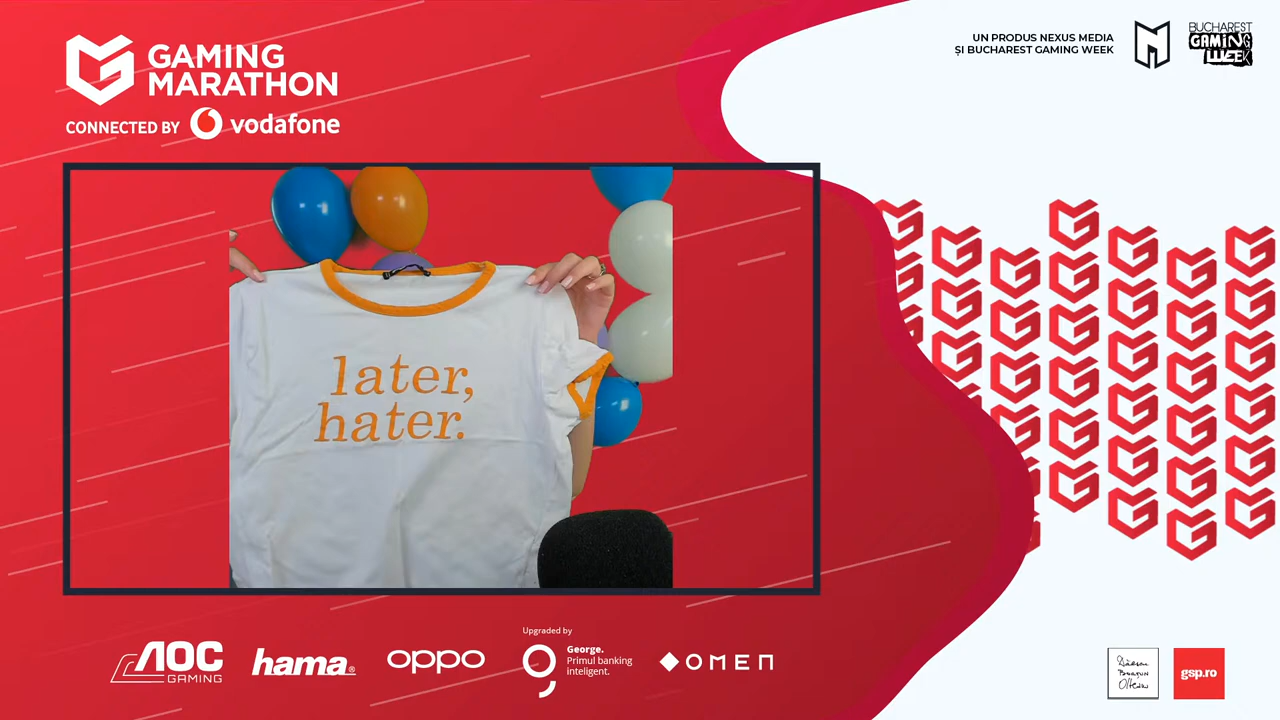 GAMING
MARATHON
CONNECTED BY vodafone
UN PRODUS NEXUS MEDIA
ȘI BUCHAREST GAMING WEEK
BUCHAREST
GAMING
WEEK
later,
hater.
AOC
GAMING
hama®
oppo
Upgraded by
George.
Primul banking
inteligent.
OMEN
gsp.ro